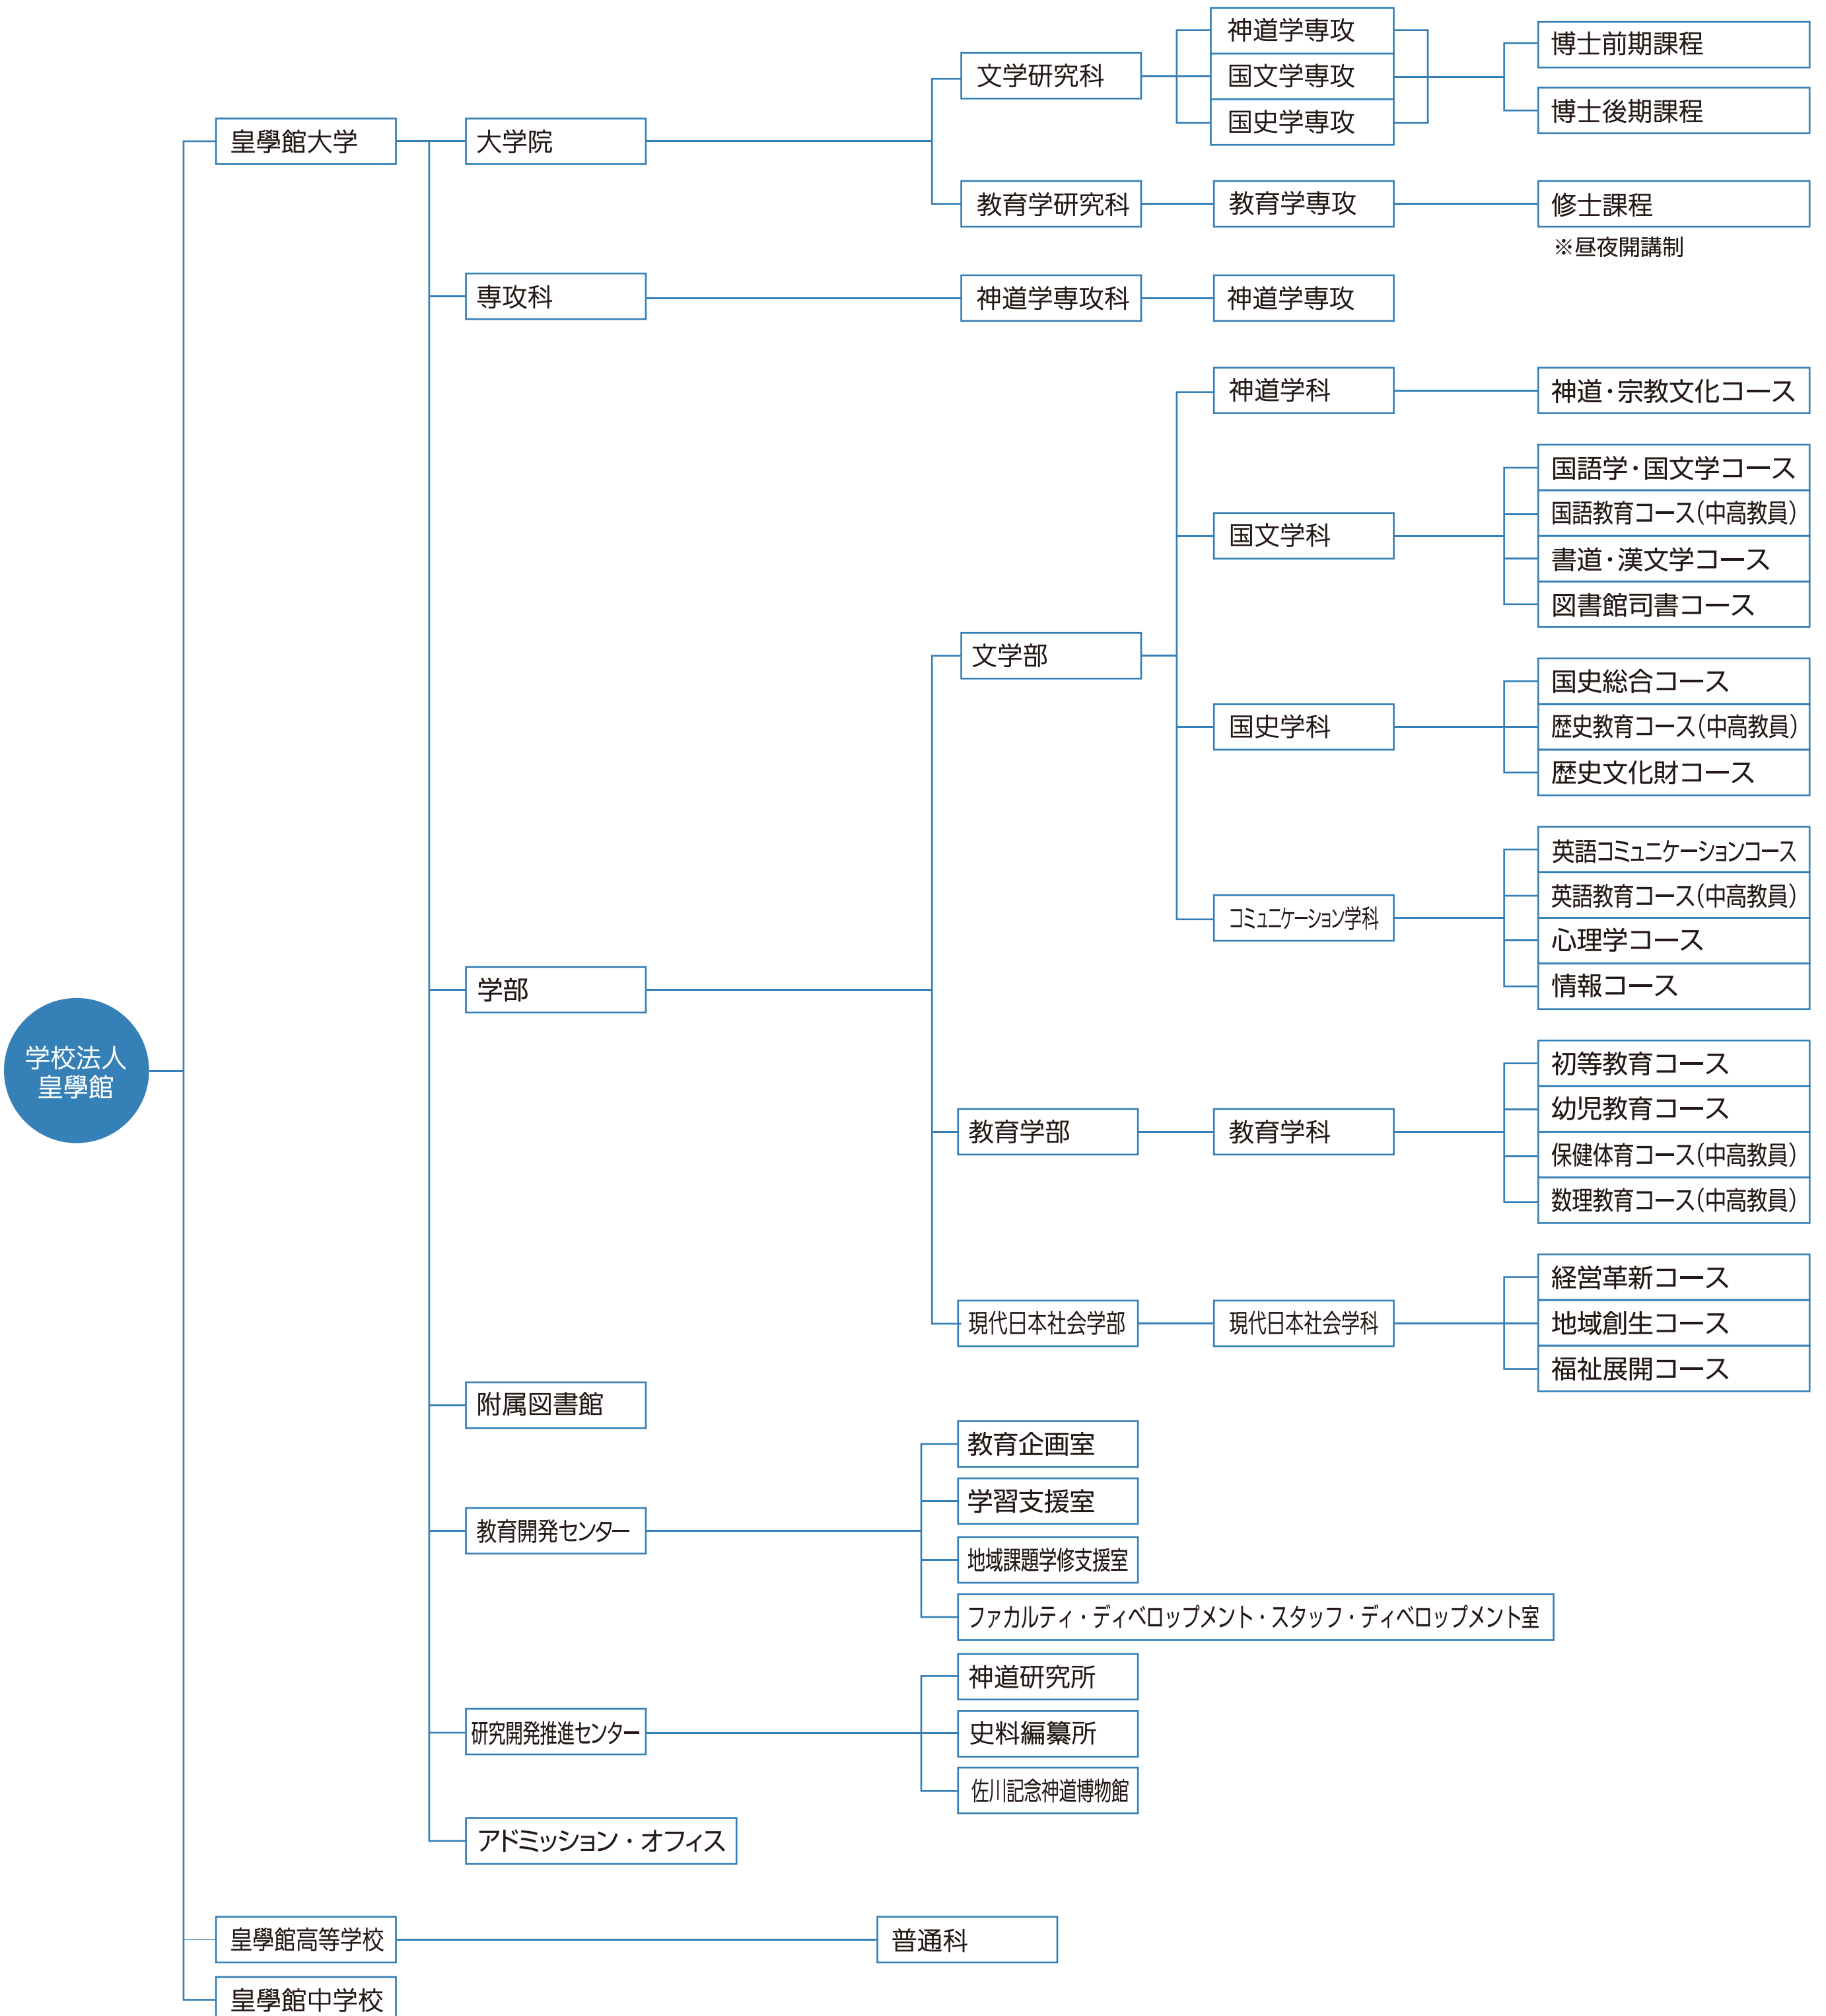 学校法人
皇學館
皇學館大学
大学院
文学研究科
神道学専攻
国文学専攻
国史学専攻
博士前期課程
博士後期課程
教育学研究科
教育学専攻
修士課程
※昼夜開講制
専攻科
神道学専攻科
神道学専攻
学部
文学部
神道学科
神道・宗教文化コース
国文学科
国語学・国文学コース
国語教育コース(中高教員)
書道・漢文学コース
図書館司書コース
国史学科
国史総合コース
歴史教育コース(中高教員)
歴史文化財コース
コミュニケーション学科
英語コミュニケーションコース
英語教育コース(中高教員)
心理学コース
情報コース
教育学部
教育学科
初等教育コース
幼児教育コース
保健体育コース(中高教員)
数理教育コース(中高教員)
現代日本社会学部
現代日本社会学科
経営革新コース
地域創生コース
福祉展開コース
附属図書館
教育開発センター
教育企画室
学習支援室
地域課題学修支援室
ファカルティ・ディベロップメント・スタッフ・ディベロップメント室
研究開発推進センター
神道研究所
史料編纂所
佐川記念神道博物館
アドミッション・オフィス
皇學館高等学校
普通科
皇學館中学校